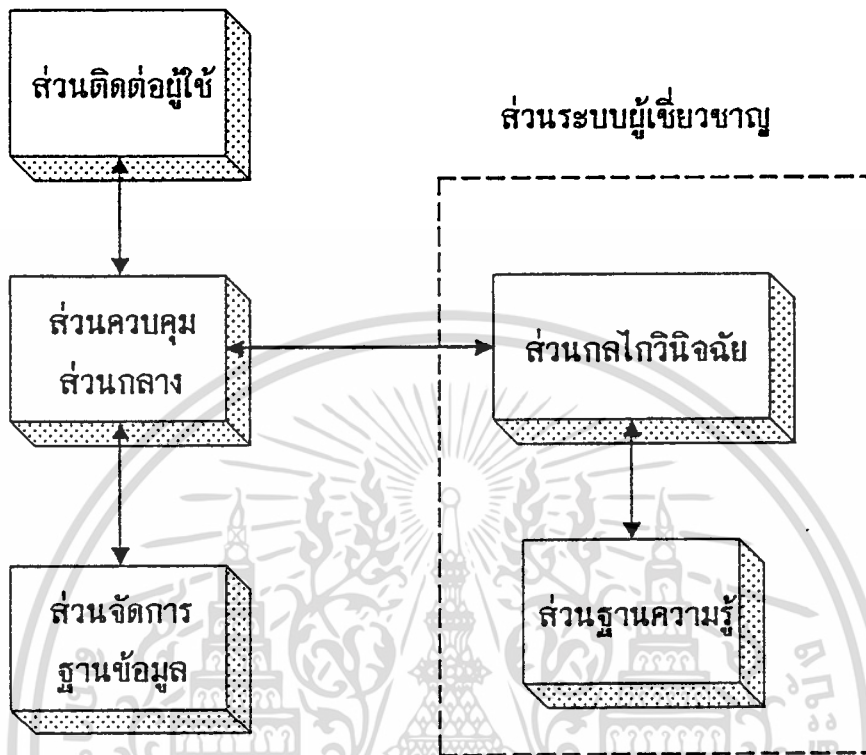 ส่วนติดต่อผู้ใช้
ส่วนระบบผู้เชี่ยวชาญ
ส่วนควบคุม
ส่วนกลาง
ส่วนกลไกวินิจฉัย
ส่วนจัดการ
ฐานข้อมูล
ส่วนฐานความรู้